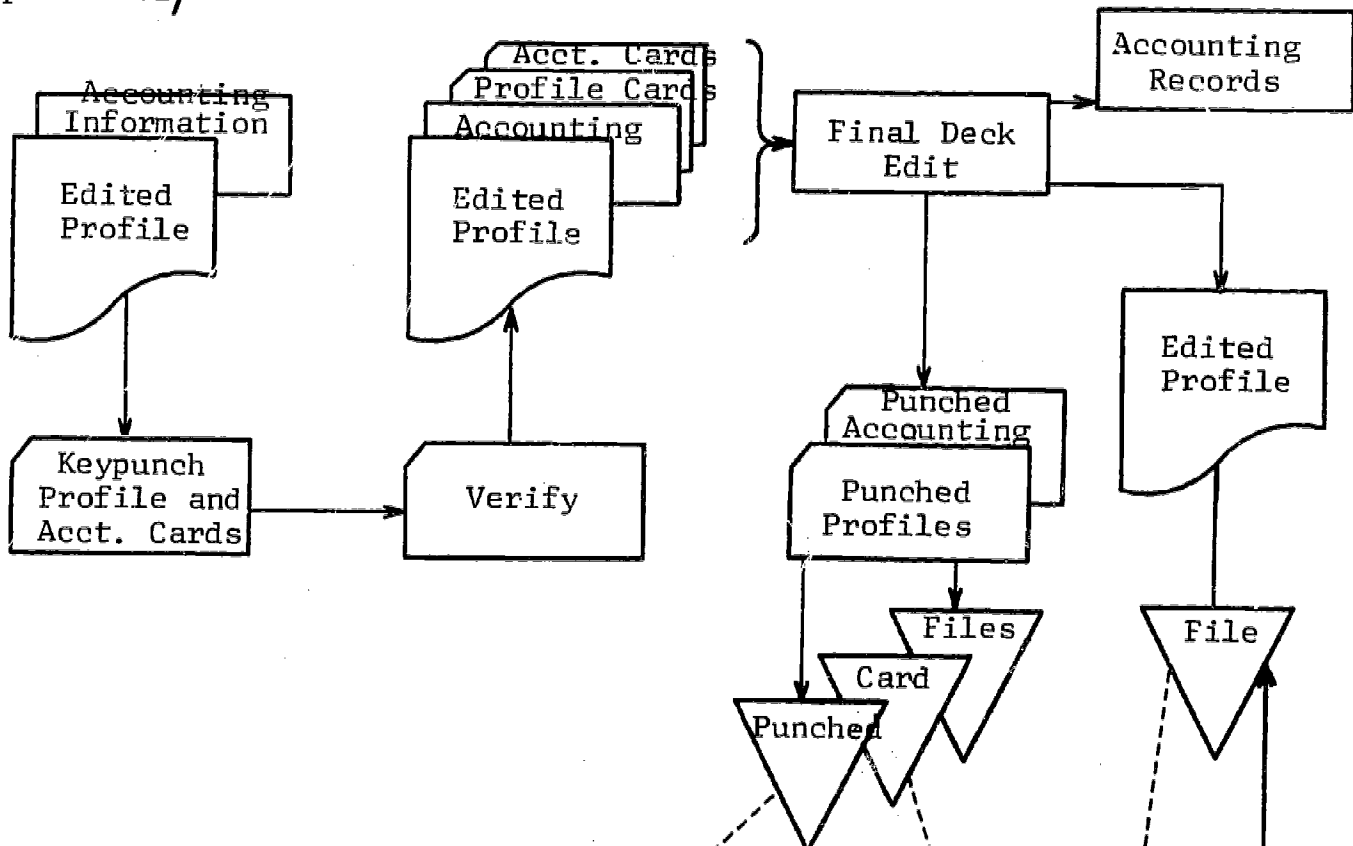 Accounting
Information
Edited
Profile
Keypunch
Profile and
Acct. Cards
Verify
Acct. Cards
Profile Cards
Accounting
Edited
Profile
Final Deck
Edit
Accounting
Records
Punched
Accounting
Punched
Profiles
Files
Card
Punched
Edited
Profile
File